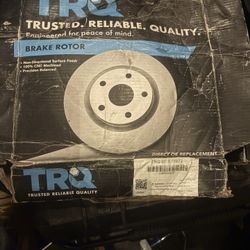 TRQ
TRUSTED. RELIABLE. QUALITY.
Engineered for peace of mind.
BRAKE ROTOR
• Non-Directional Surface Finish
• 100% CNC Machined
• Precision Balanced
DIRECT OE REPLACEMENT
TRQ
TRUSTED RELIABLE QUALITY